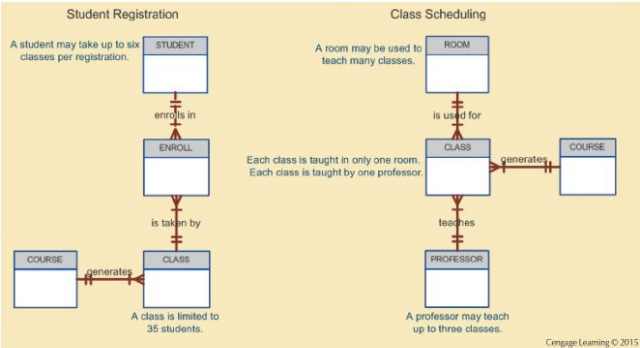 Student Registration
A student may take up to six
classes per registration.
STUDENT
enrolls in
ENROLL
is taken by
COURSE
generates
CLASS
A class is limited to
35 students.
Class Scheduling
A room may be used to
teach many classes.
ROOM
is used for
Each class is taught in only one room.
Each class is taught by one professor.
CLASS
generates
COURSE
teaches
PROFESSOR
A professor may teach
up to three classes.
Cengage Learning © 2015